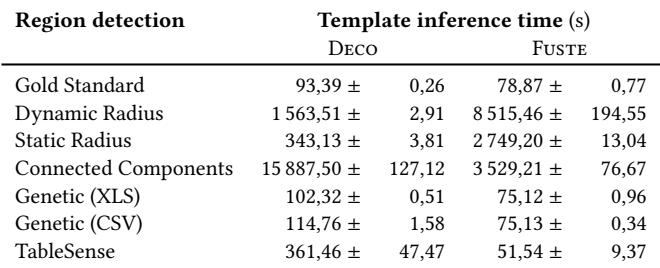 Region detection Template inference time (s)
DECO FUSTE
Gold Standard 93,39 ± 0,26 78,87 ± 0,77
Dynamic Radius 1 563,51 ± 2,91 8 515,46 ± 194,55
Static Radius 343,13 ± 3,81 2 749,20 ± 13,04
Connected Components 15 887,50 ± 127,12 3 529,21 ± 76,67
Genetic (XLS) 102,32 ± 0,51 75,12 ± 0,96
Genetic (CSV) 114,76 ± 1,58 75,13 ± 0,34
TableSense 361,46 ± 47,47 51,54 ± 9,37